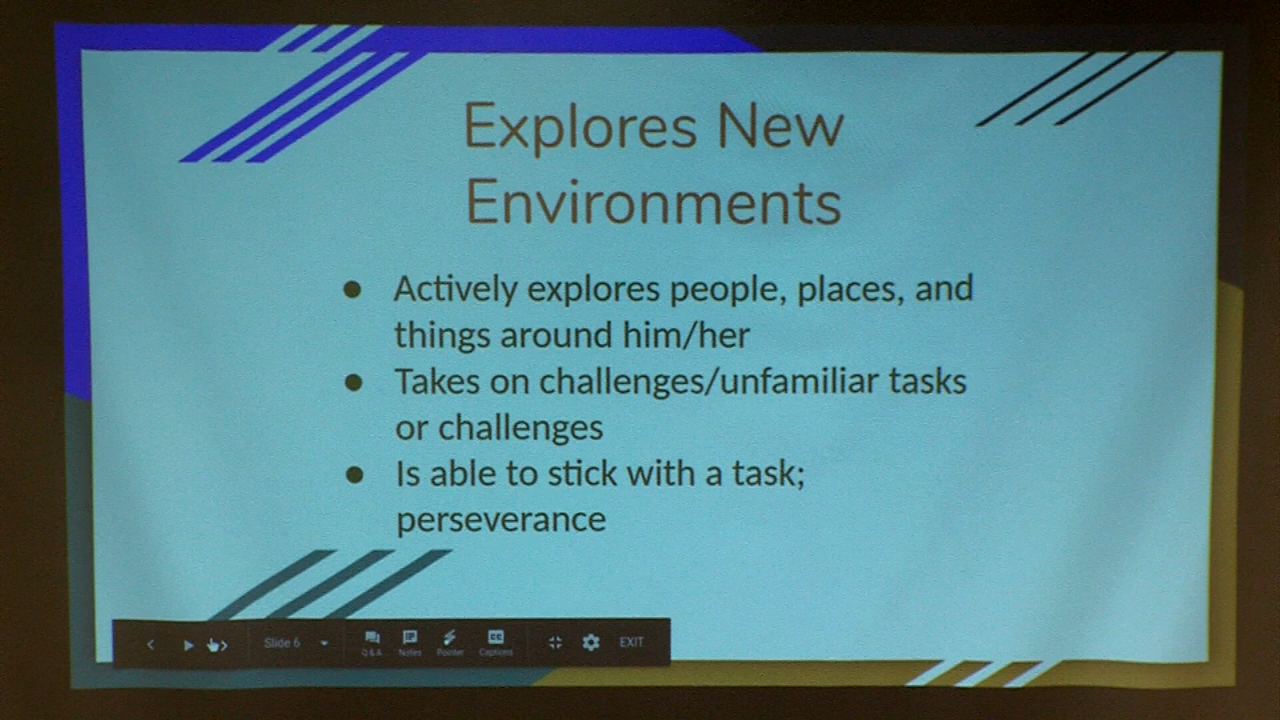 Explores New
Environments
● Actively explores people, places, and
things around him/her
● Takes on challenges/unfamiliar tasks
or challenges
● Is able to stick with a task;
perseverance
Slide 6 Q & A Notes Pointer CC Captions EXIT